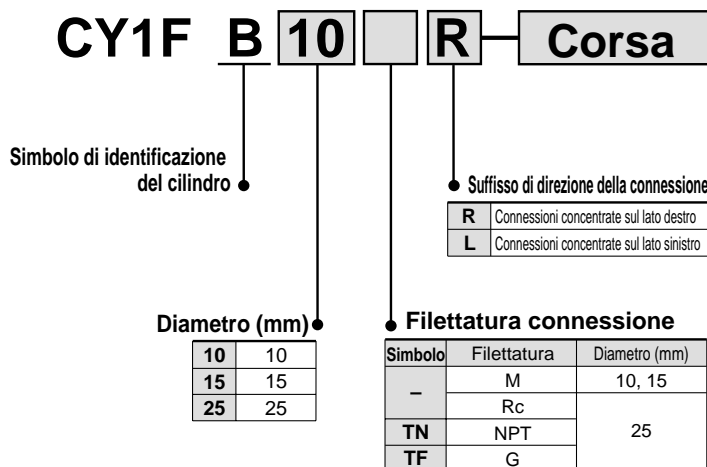 CY1F B 10 R — Corsa
Simbolo di identificazione
del cilindro
Suffisso di direzione della connessione
R Connessioni concentrate sul lato destro
L Connessioni concentrate sul lato sinistro
Diametro (mm)
10 10
15 15
25 25
Filettatura connessione
Simbolo Filettatura Diametro (mm)
– M 10, 15
Rc 25
TN NPT
TF G